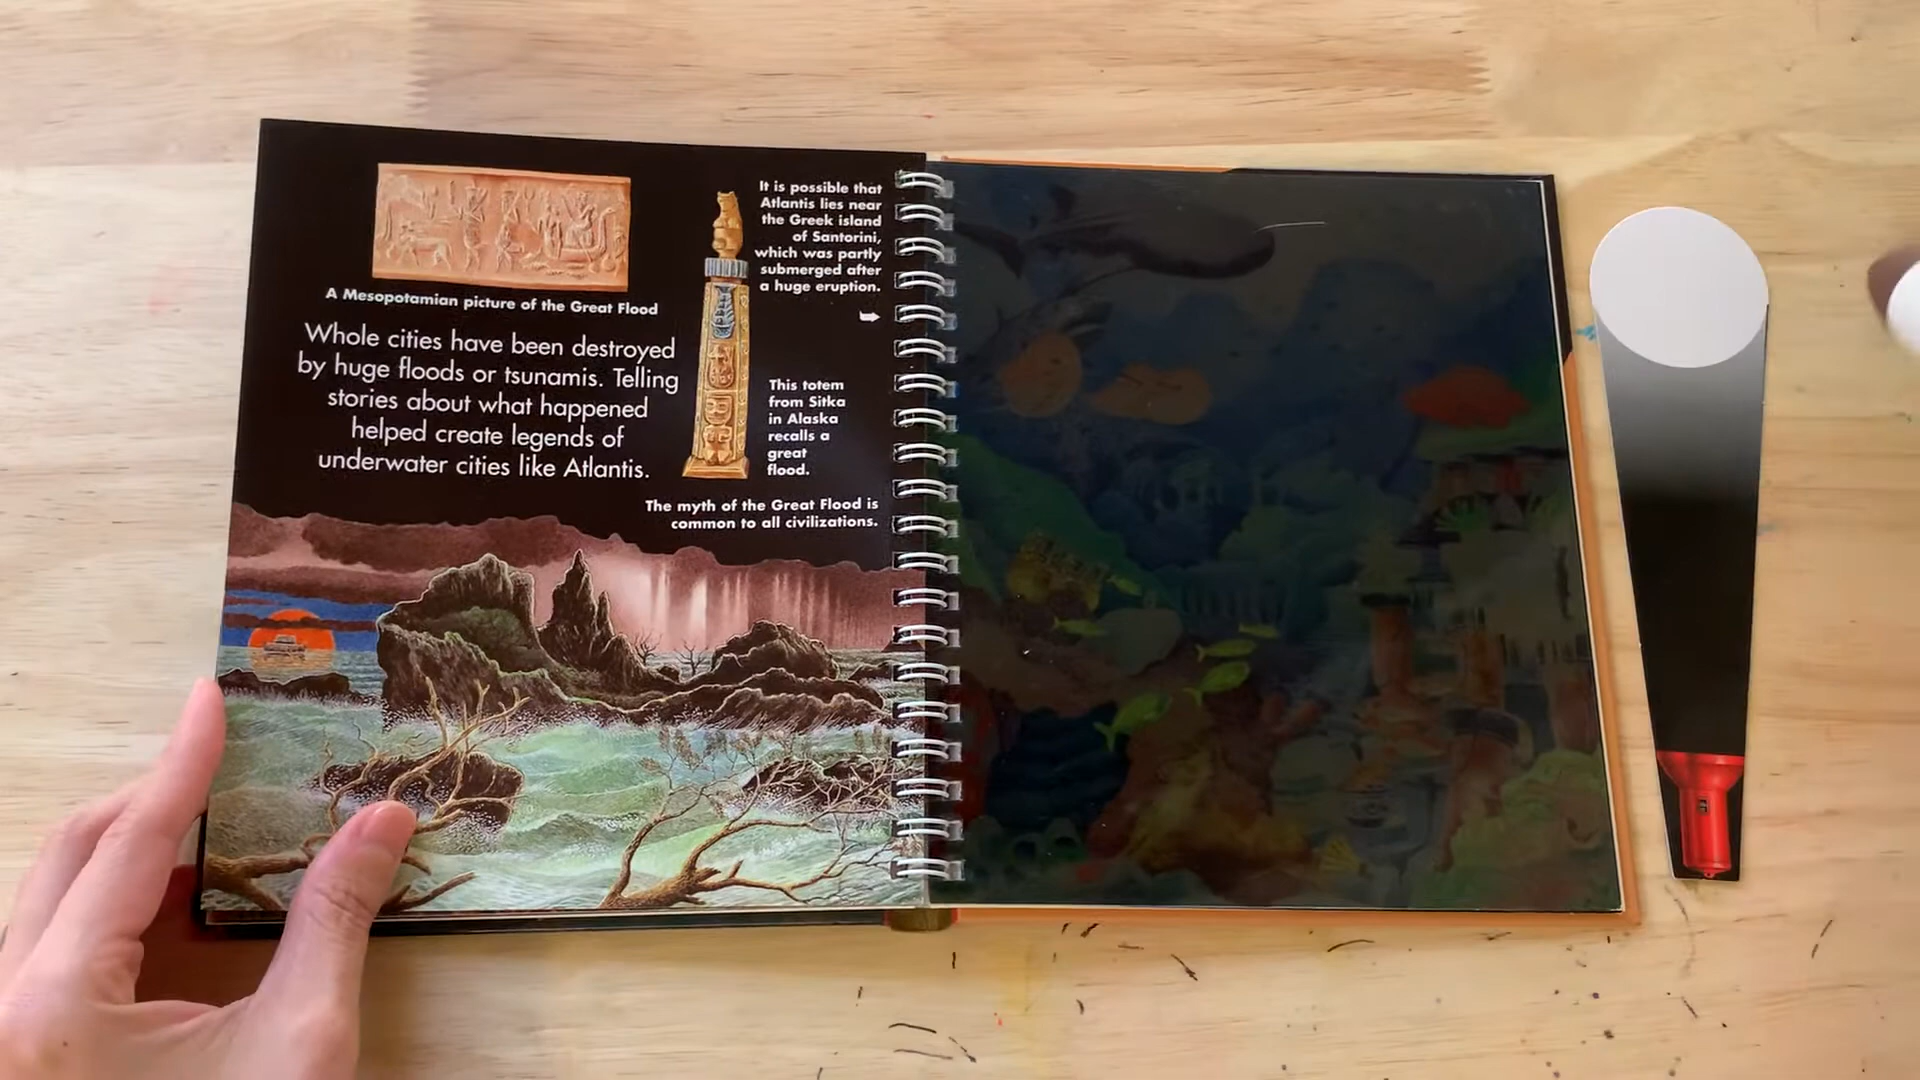 A Mesopotamian picture of the Great Flood
Whole cities have been destroyed
by huge floods or tsunamis. Telling
stories about what happened
helped create legends of
underwater cities like Atlantis.
It is possible that
Atlantis lies near
the Greek island
of Santorini,
which was partly
submerged after
a huge eruption.
This totem
from Sitka
in Alaska
recalls a
great
flood.
The myth of the Great Flood is
common to all civilizations.